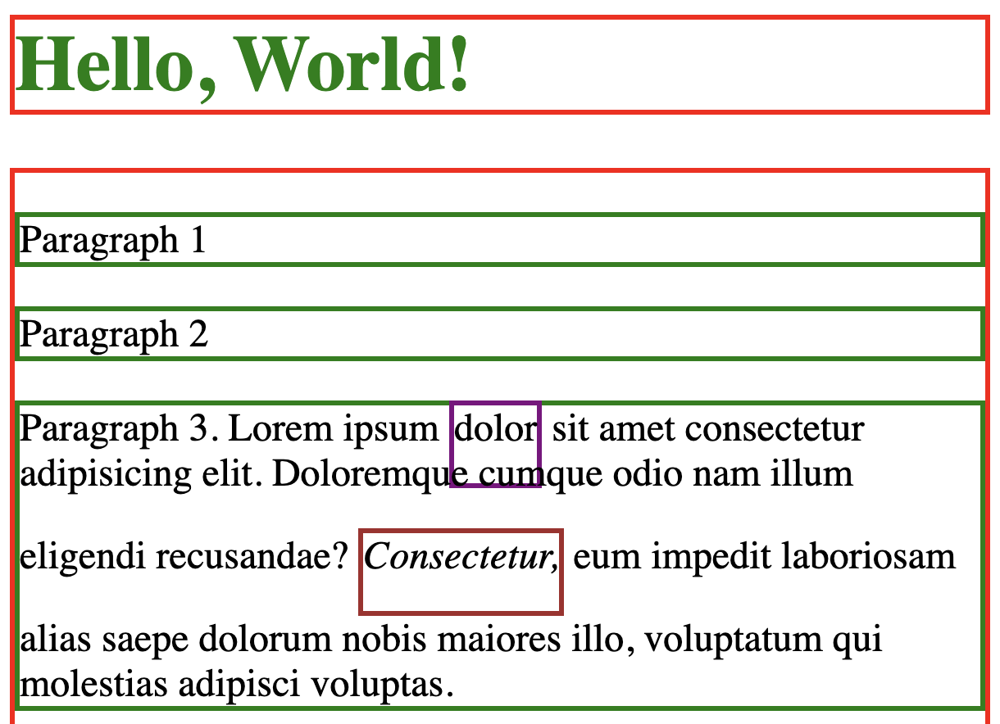 Hello, World!
Paragraph 1
Paragraph 2
Paragraph 3. Lorem ipsum dolor sit amet consectetur
adipisicing elit. Doloremque cumque odio nam illum
eligendi recusandae? Consectetur, eum impedit laboriosam
alias saepe dolorum nobis maiores illo, voluptatum qui
molestias adipisci voluptas.